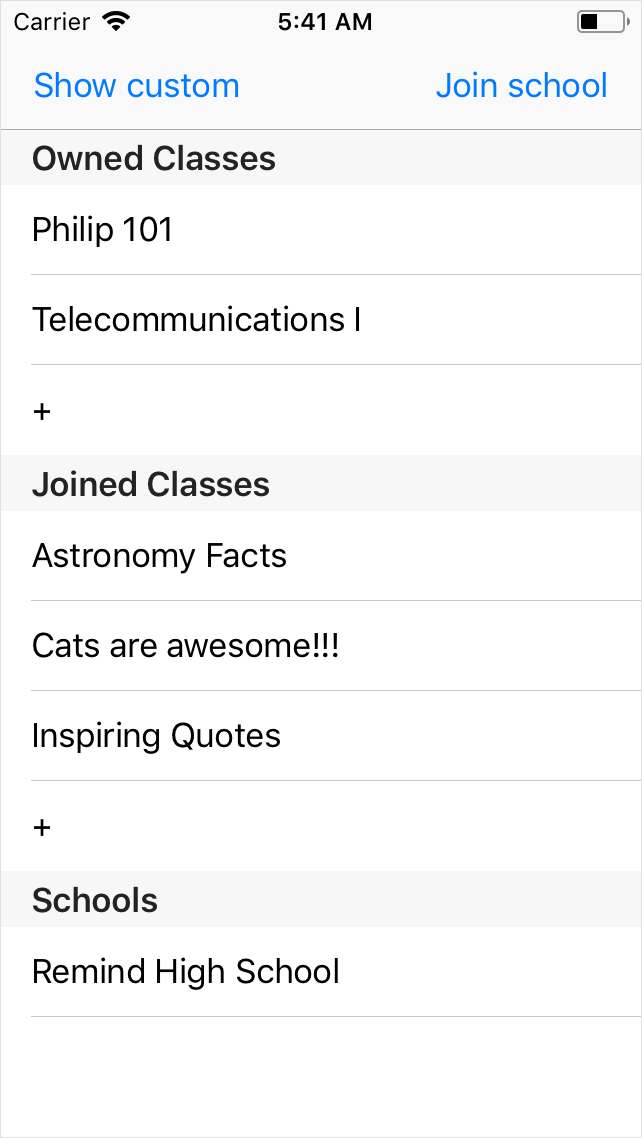 Carrier 5:41 AM
Show custom Join school
Owned Classes
Philip 101
Telecommunications I
+
Joined Classes
Astronomy Facts
Cats are awesome!!!
Inspiring Quotes
+
Schools
Remind High School